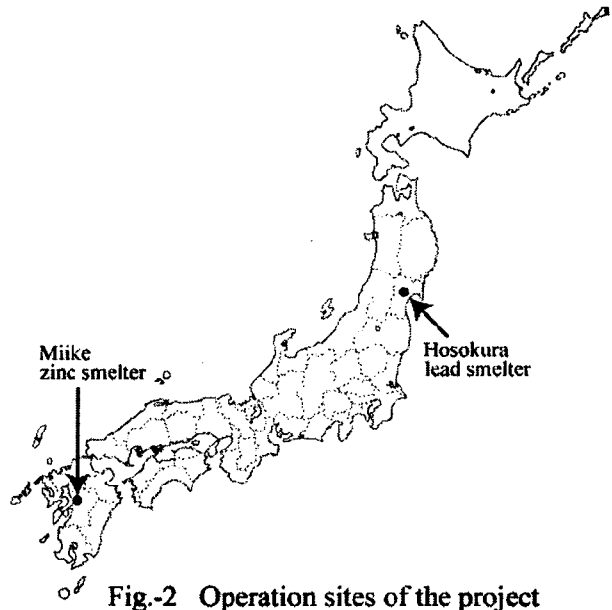 Miike
zinc smelter
Hosokura
lead smelter
Fig.-2 Operation sites of the project